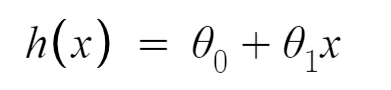 h(x) = θ₀ + θ₁x